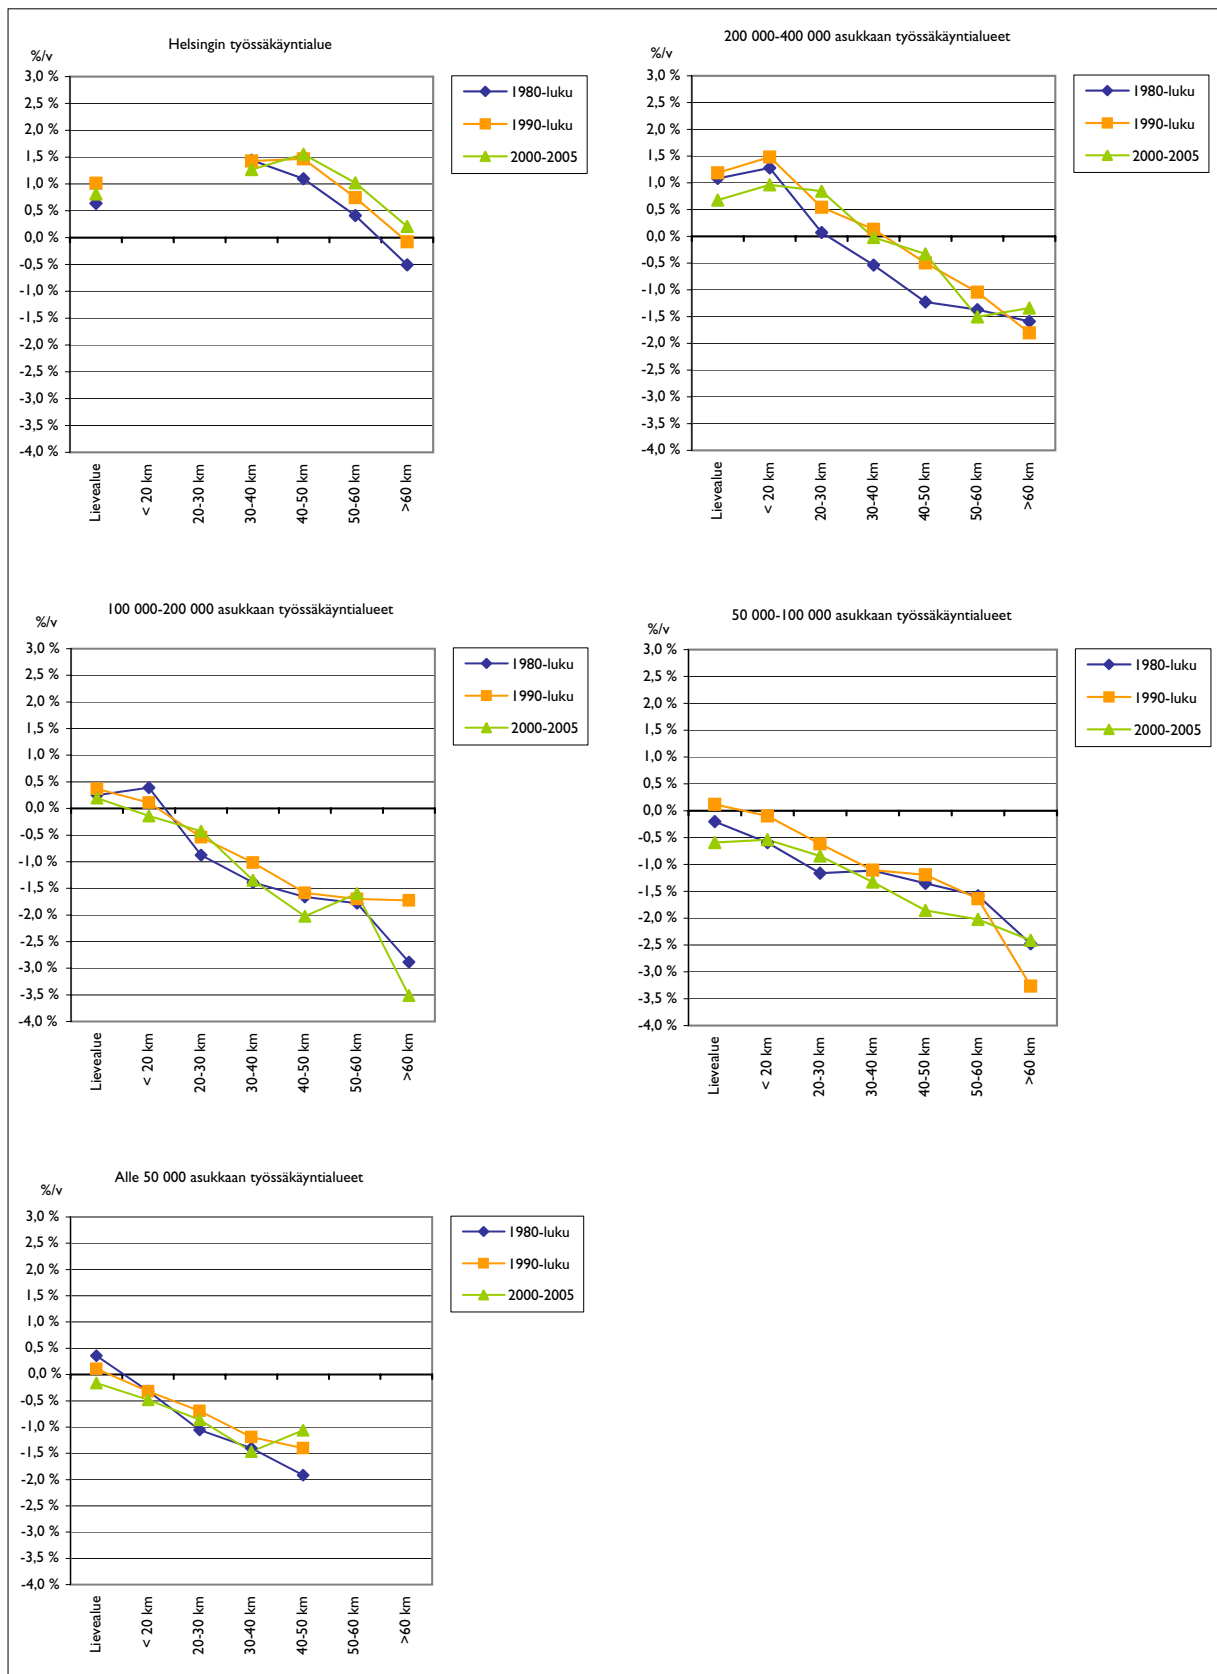 Helsingin työssäkäyntialue
%/v
3,0 %
2,5 %
2,0 %
1,5 %
1,0 %
0,5 %
0,0 %
-0,5 %
-1,0 %
-1,5 %
-2,0 %
-2,5 %
-3,0 %
-3,5 %
-4,0 %
Lievealue
< 20 km
20-30 km
30-40 km
40-50 km
50-60 km
>60 km
1980-luku
1990-luku
2000-2005
200 000-400 000 asukkaan työssäkäyntialueet
%/v
3,0 %
2,5 %
2,0 %
1,5 %
1,0 %
0,5 %
0,0 %
-0,5 %
-1,0 %
-1,5 %
-2,0 %
-2,5 %
-3,0 %
-3,5 %
-4,0 %
Lievealue
< 20 km
20-30 km
30-40 km
40-50 km
50-60 km
>60 km
1980-luku
1990-luku
2000-2005
100 000-200 000 asukkaan työssäkäyntialueet
%/v
3,0 %
2,5 %
2,0 %
1,5 %
1,0 %
0,5 %
0,0 %
-0,5 %
-1,0 %
-1,5 %
-2,0 %
-2,5 %
-3,0 %
-3,5 %
-4,0 %
Lievealue
< 20 km
20-30 km
30-40 km
40-50 km
50-60 km
>60 km
1980-luku
1990-luku
2000-2005
50 000-100 000 asukkaan työssäkäyntialueet
%/v
3,0 %
2,5 %
2,0 %
1,5 %
1,0 %
0,5 %
0,0 %
-0,5 %
-1,0 %
-1,5 %
-2,0 %
-2,5 %
-3,0 %
-3,5 %
-4,0 %
Lievealue
< 20 km
20-30 km
30-40 km
40-50 km
50-60 km
>60 km
1980-luku
1990-luku
2000-2005
Alle 50 000 asukkaan työssäkäyntialueet
%/v
3,0 %
2,5 %
2,0 %
1,5 %
1,0 %
0,5 %
0,0 %
-0,5 %
-1,0 %
-1,5 %
-2,0 %
-2,5 %
-3,0 %
-3,5 %
-4,0 %
Lievealue
< 20 km
20-30 km
30-40 km
40-50 km
50-60 km
>60 km
1980-luku
1990-luku
2000-2005